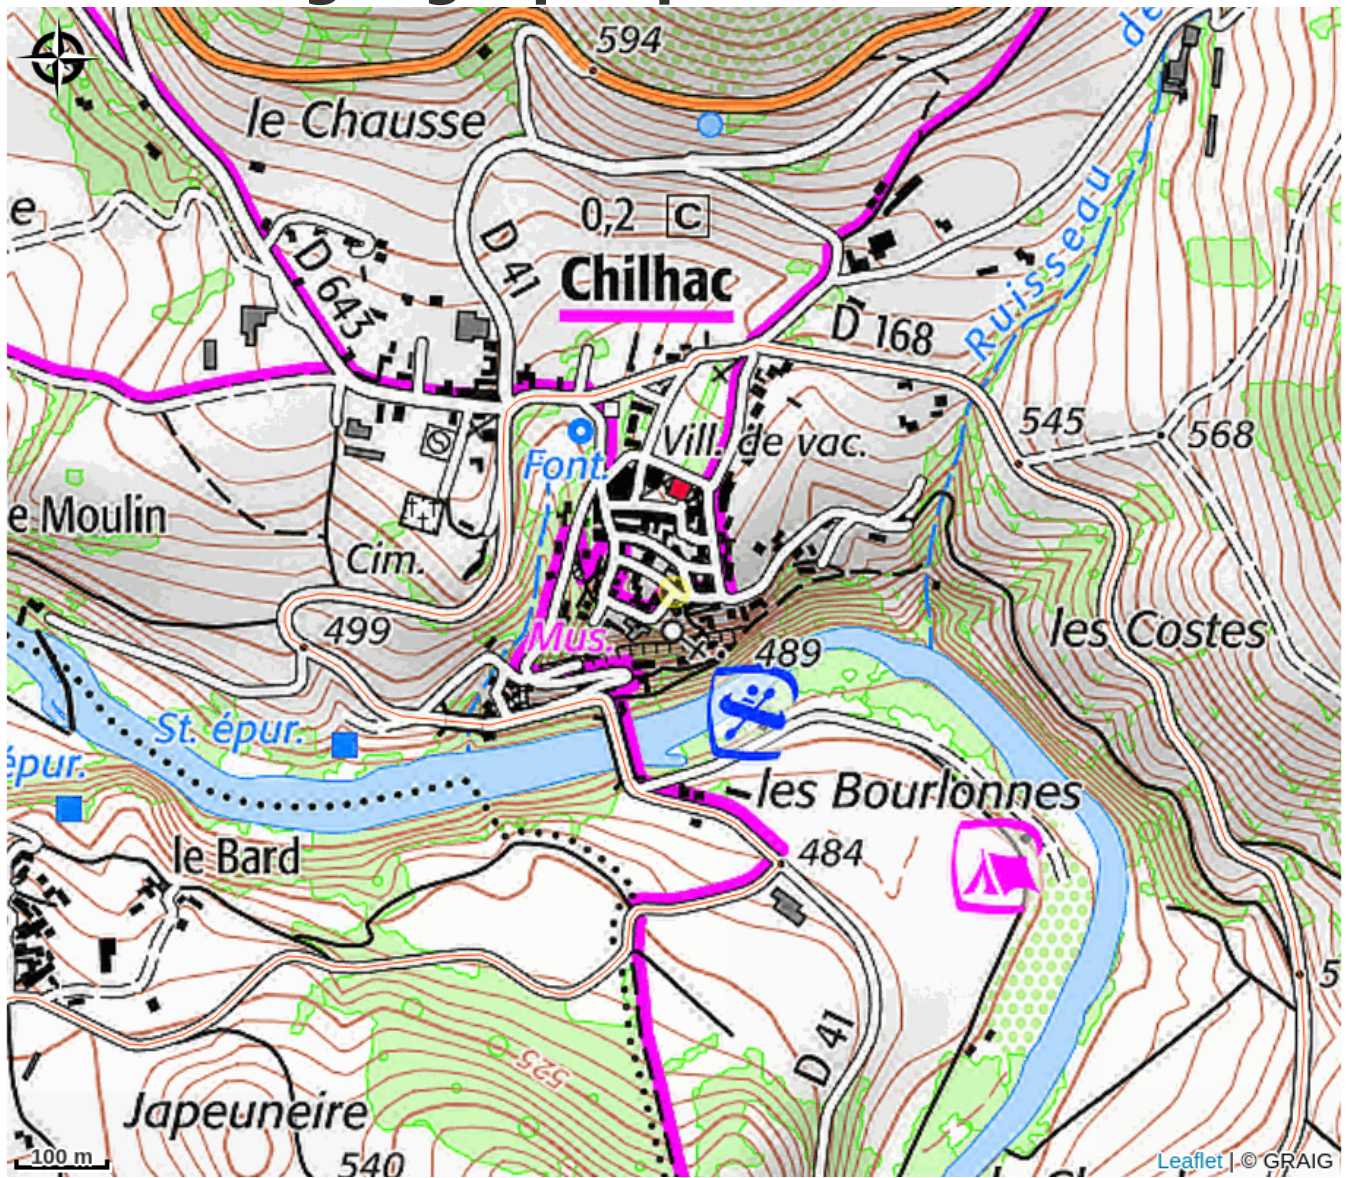 594
de
le Chausse
e
0,2 C
Ruisseau
D 41
D 643
Chilhac
D 168
545
568
Vill. de vac.
Font.
e Moulin
Cim.
499
Mus.
489
les Costes
St. épur.
épur.
les Bourlonnes
le Bard
484
5
525
D 41
Japeuneire
540
100 m
Leaflet | © GRAIG